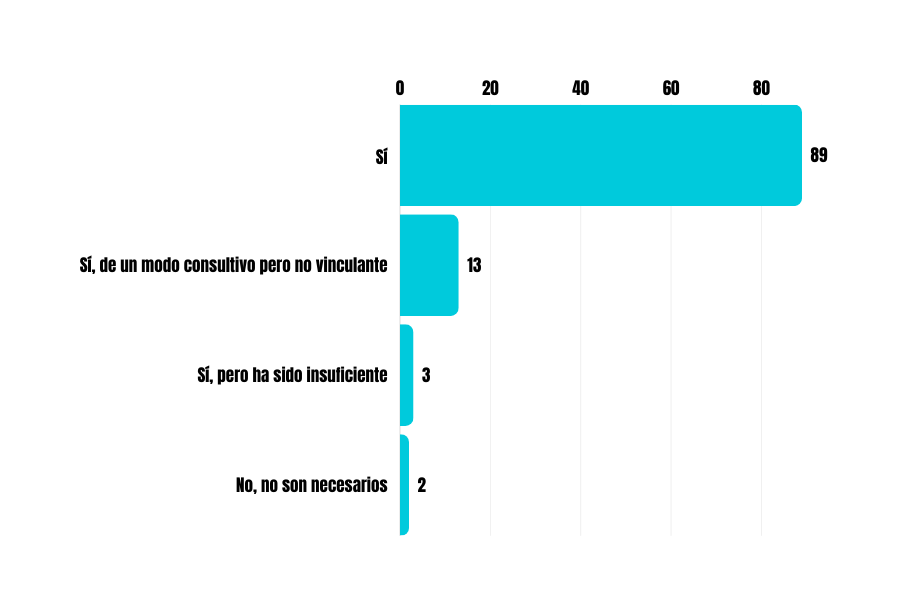 0 20 40 60 80
Sí 89
Sí, de un modo consultivo pero no vinculante 13
Sí, pero ha sido insuficiente 3
No, no son necesarios 2